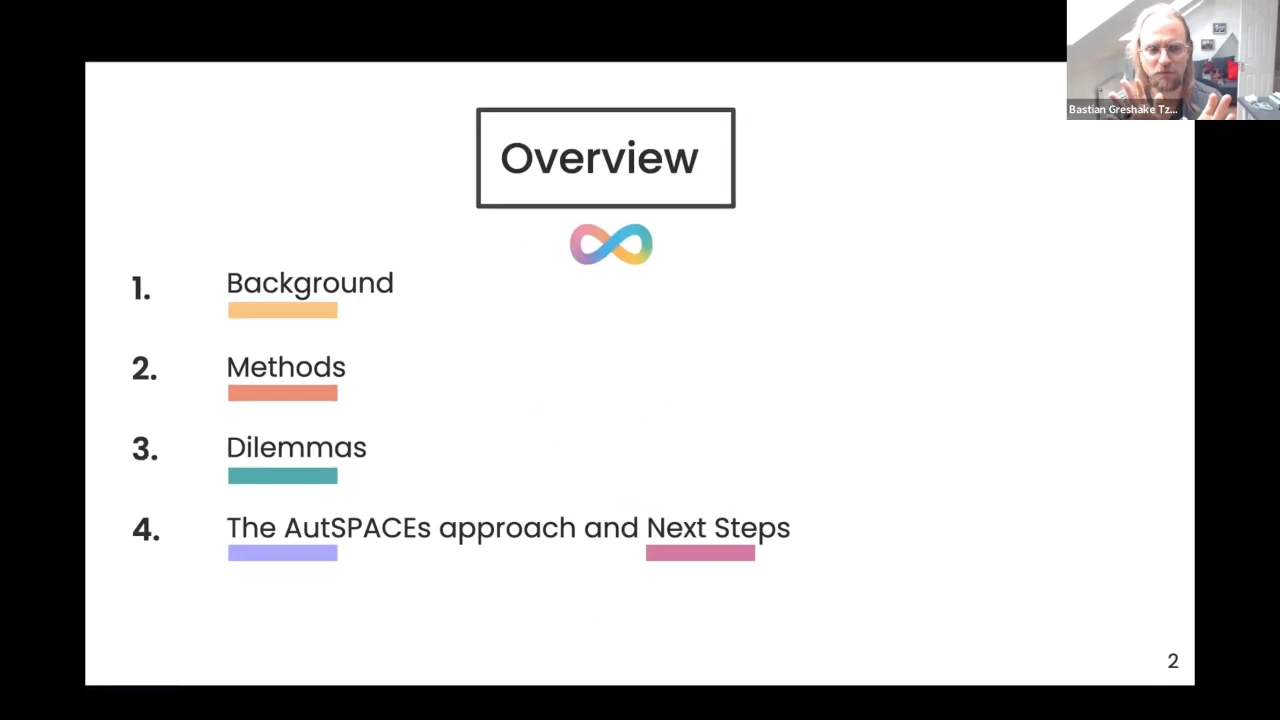 Bastian Greshake Tz...
Overview
1. Background
2. Methods
3. Dilemmas
4. The AutSPACEs approach and Next Steps
2